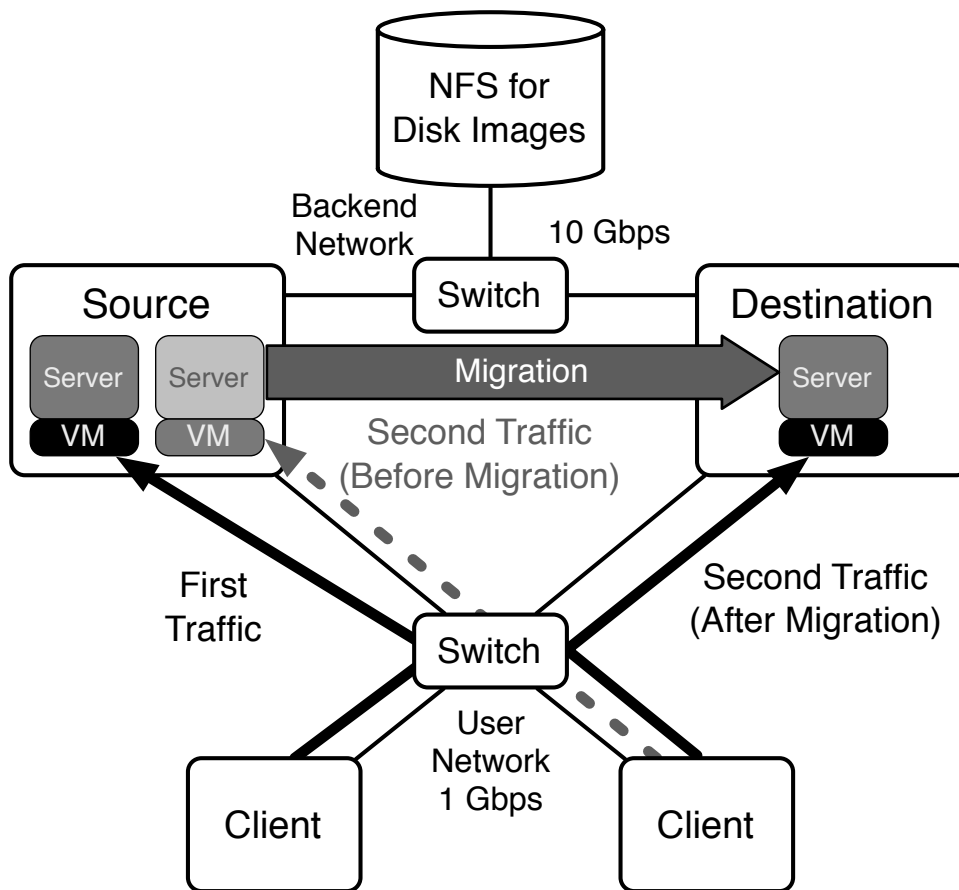 NFS for
Disk Images
Backend
Network
10 Gbps
Source
Switch
Destination
Server
Server
Migration
Server
VM
VM
VM
Second Traffic
(Before Migration)
First
Traffic
Second Traffic
(After Migration)
Switch
User
Network
1 Gbps
Client
Client